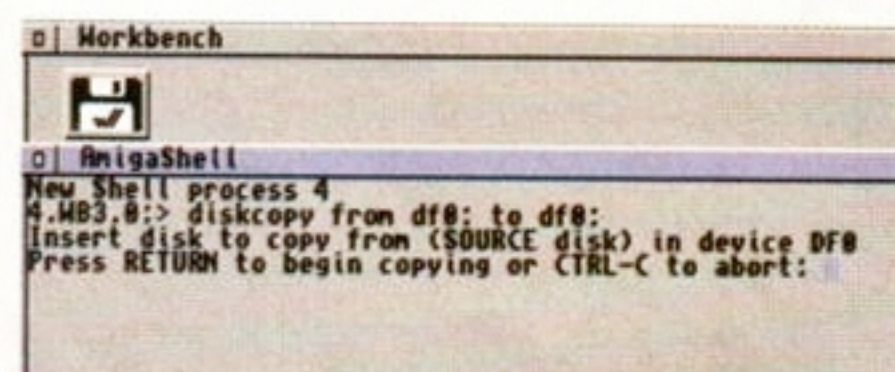 Workbench
AmigaShell
New Shell process 4
4.WB3.0:> diskcopy from df0: to df0:
Insert disk to copy from (SOURCE disk) in device DF0
Press RETURN to begin copying or CTRL-C to abort: